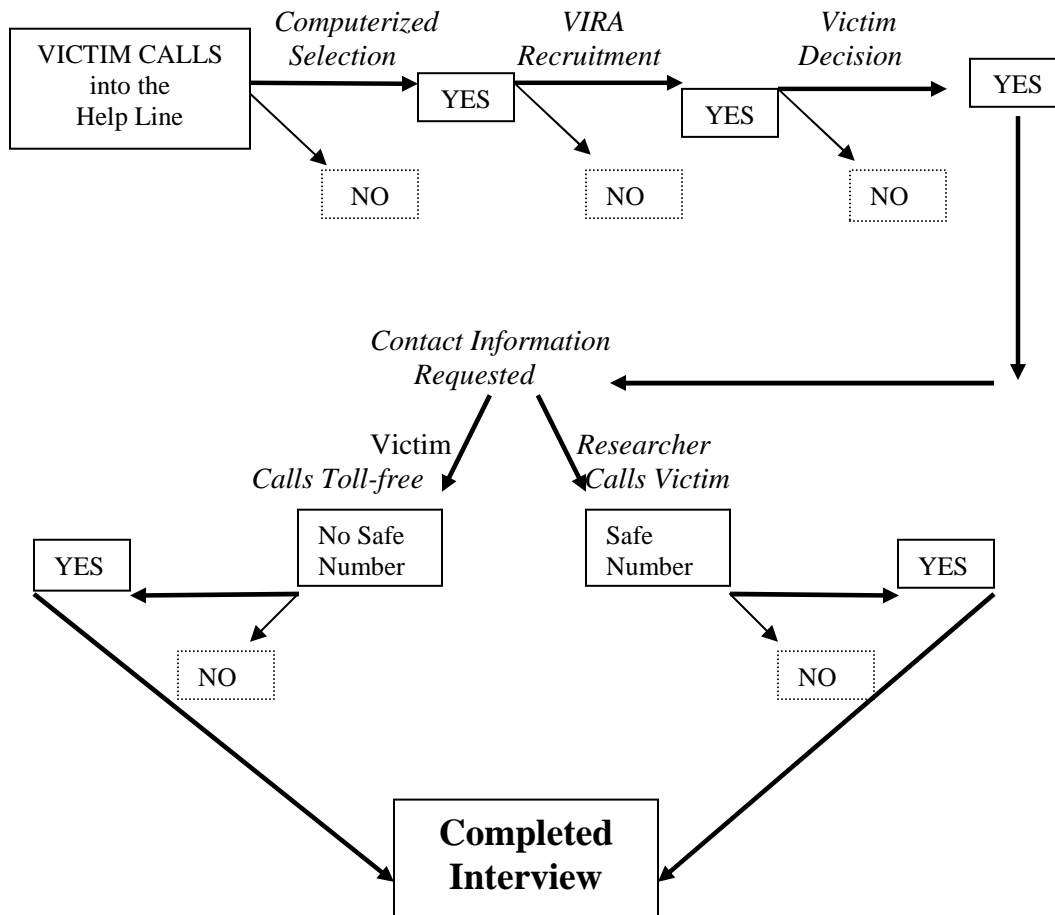 Computerized
Selection
VIRA
Recruitment
Victim
Decision
VICTIM CALLS
into the
Help Line
YES
YES
YES
NO
NO
NO
Contact Information
Requested
Victim
Calls Toll-free
Researcher
Calls Victim
No Safe
Number
Safe
Number
YES
YES
NO
NO
Completed
Interview